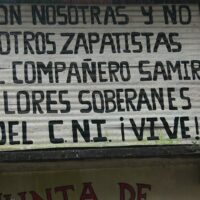 ON NOSOTRAS Y NO
OTROS ZAPATISTAS
L COMPAÑERO SAMIR
LORES SOBERANES
DEL C.N.I. ¡VIVE!
UNTA DE